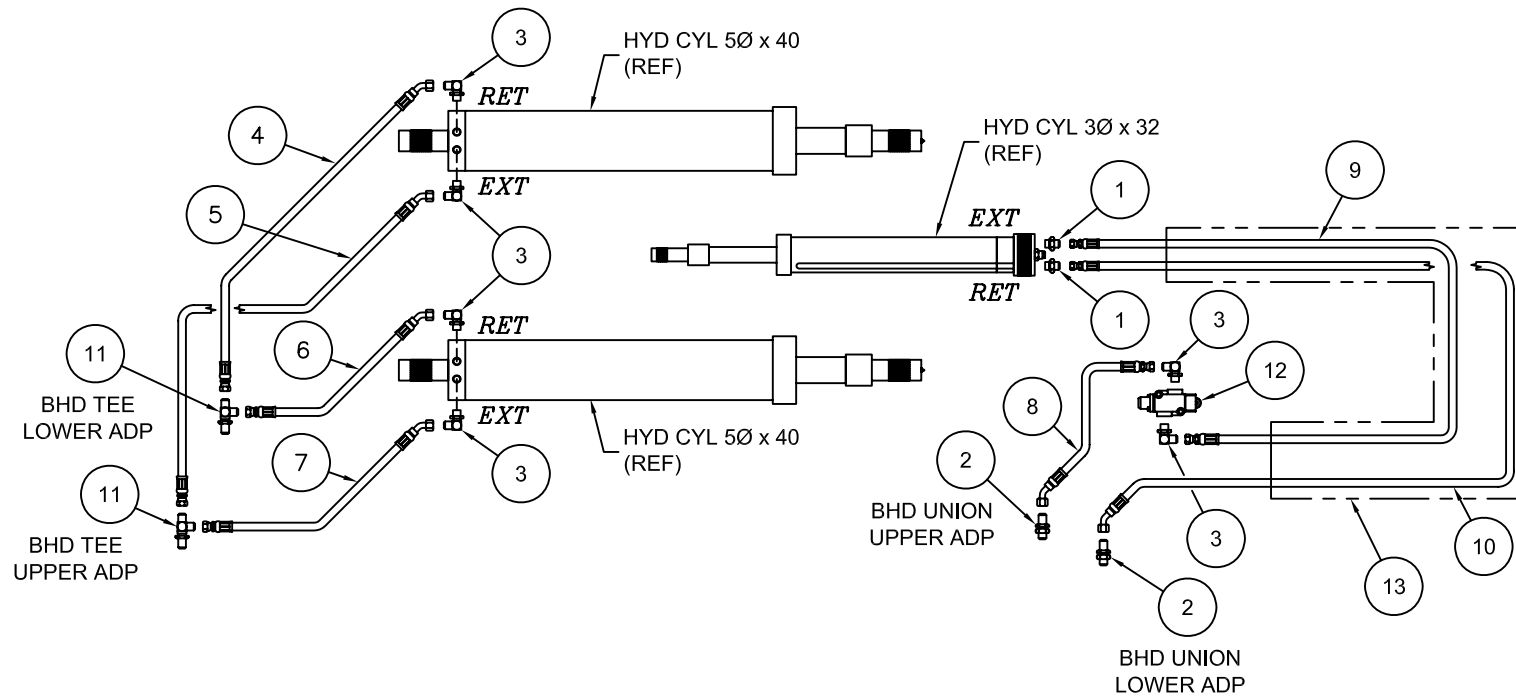 3
HYD CYL 5Ø x 40
(REF)
RET
4
EXT
5
3
HYD CYL 3Ø x 32
(REF)
1
9
EXT
RET
1
RET
6
11
BHD TEE
LOWER ADP
EXT
HYD CYL 5Ø x 40
(REF)
7
3
11
BHD TEE
UPPER ADP
3
12
8
2
BHD UNION
UPPER ADP
3
10
13
2
BHD UNION
LOWER ADP